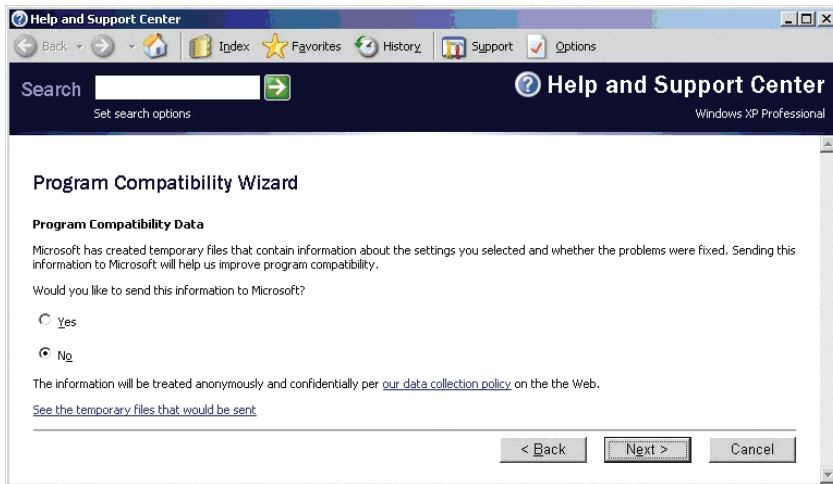 Help and Support Center
Back Index Favorites History Support Options
Search Help and Support Center
Set search options Windows XP Professional
Program Compatibility Wizard
Program Compatibility Data
Microsoft has created temporary files that contain information about the settings you selected and whether the problems were fixed. Sending this
information to Microsoft will help us improve program compatibility.
Would you like to send this information to Microsoft?
Yes
No
The information will be treated anonymously and confidentially per our data collection policy on the the Web.
See the temporary files that would be sent
< Back Next > Cancel